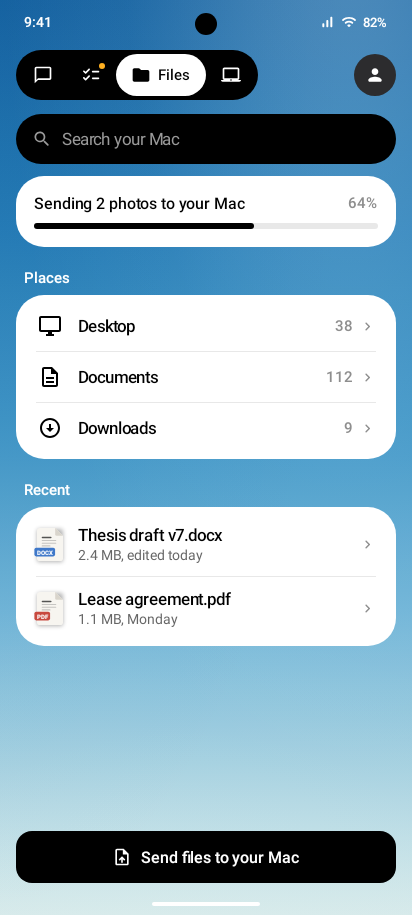 9:41
82%
Files
Search your Mac
Sending 2 photos to your Mac
64%
Places
Desktop
38
Documents
112
Downloads
9
Recent
Thesis draft v7.docx
2.4 MB, edited today
DOCX
Lease agreement.pdf
1.1 MB, Monday
PDF
Send files to your Mac